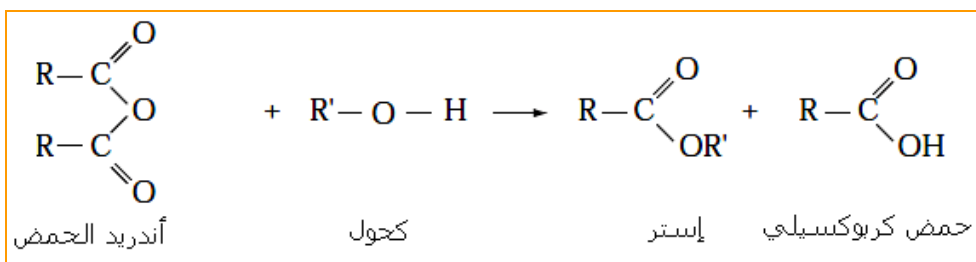 R—C(=O)—O—C(=O)—R + R'—O—H ⟶ R—C(=O)OR' + R—C(=O)OH
أندريد الحمض كحول إستر حمض كربوكسيلي